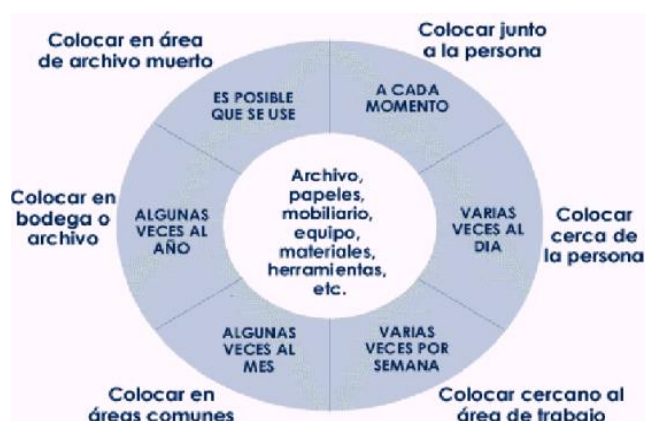 Colocar en área
de archivo muerto
Colocar junto
a la persona
ES POSIBLE
QUE SE USE
A CADA
MOMENTO
Archivo,
papeles,
mobiliario,
equipo,
materiales,
herramientas,
etc.
Colocar en
bodega o
archivo
ALGUNAS
VECES AL
AÑO
VARIAS
VECES AL
DIA
Colocar
cerca de
la persona
ALGUNAS
VECES AL
MES
VARIAS
VECES POR
SEMANA
Colocar en
áreas comunes
Colocar cercano al
área de trabajo